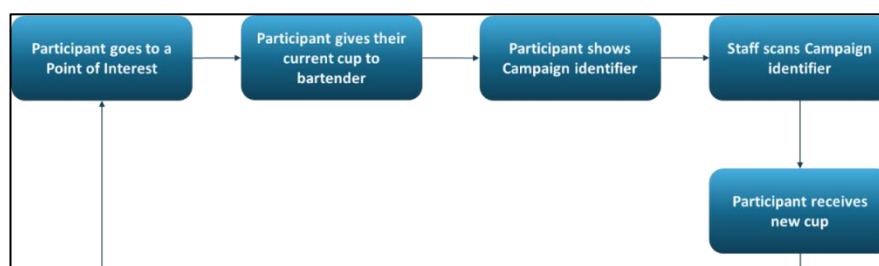 Participant goes to a
Point of Interest
Participant gives their
current cup to
bartender
Participant shows
Campaign identifier
Staff scans Campaign
identifier
Participant receives
new cup